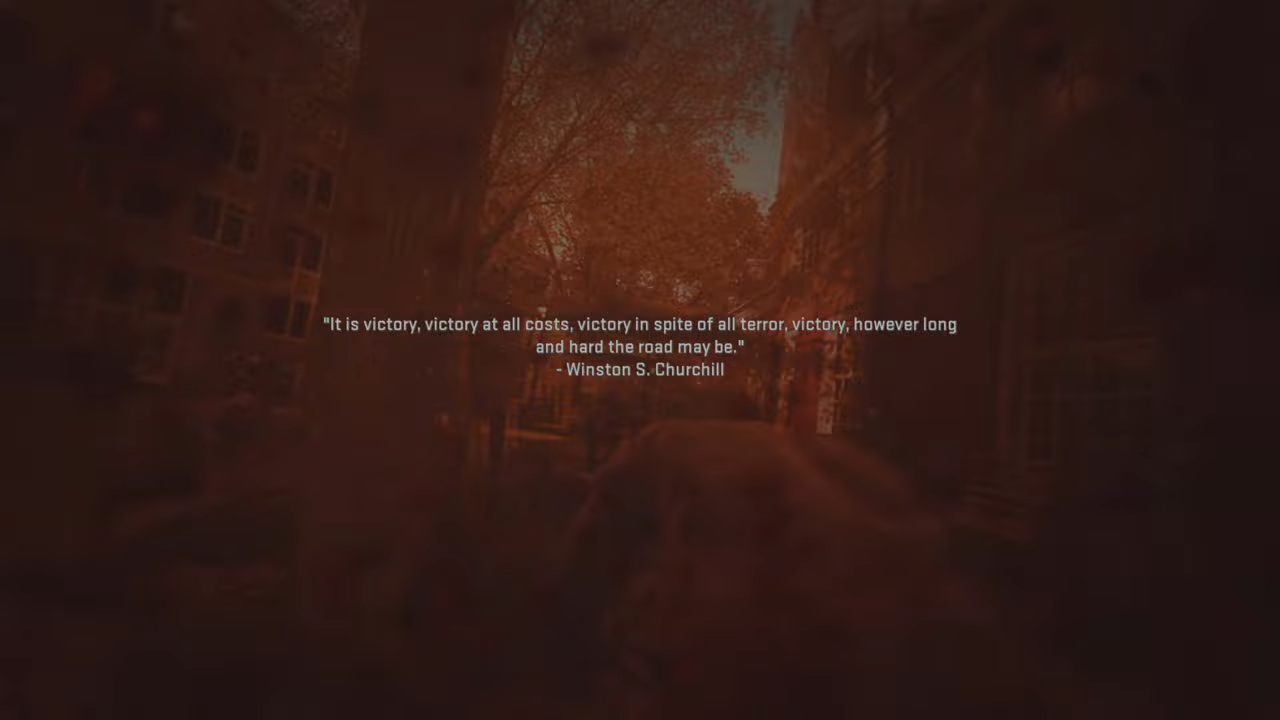 "It is victory, victory at all costs, victory in spite of all terror, victory, however long
and hard the road may be."
- Winston S. Churchill